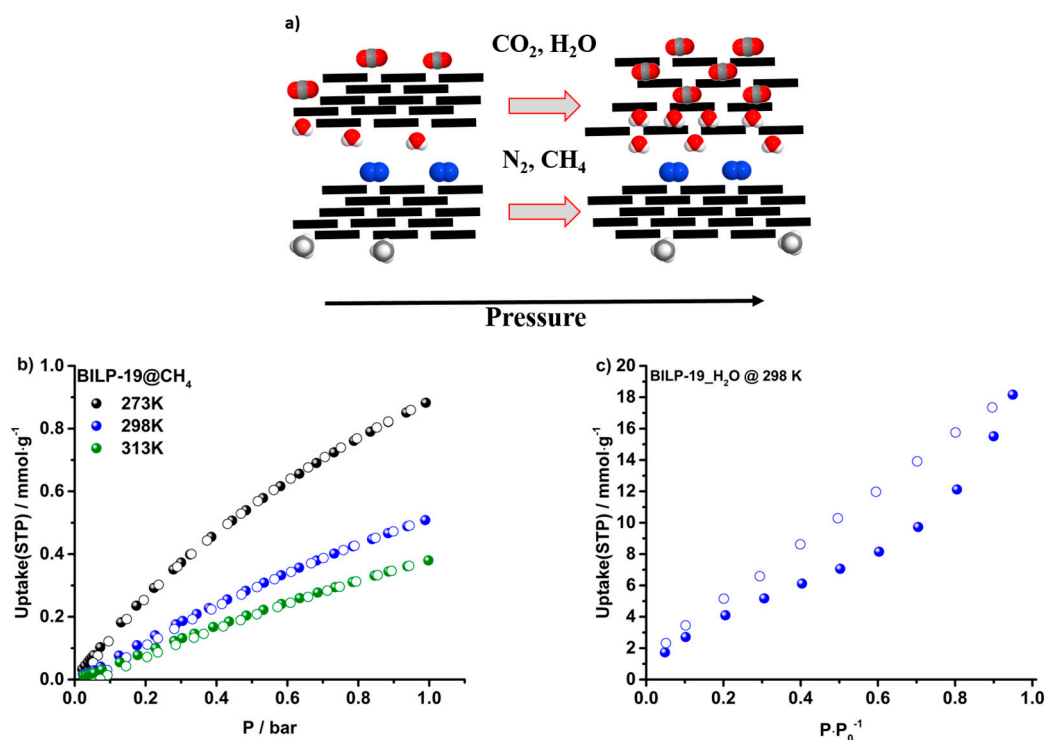 a)
CO₂, H₂O
N₂, CH₄
Pressure
b)
BILP-19@CH₄
273K
298K
313K
Uptake(STP) / mmol·g⁻¹
1.0
0.8
0.6
0.4
0.2
0.0
0.0 0.2 0.4 0.6 0.8 1.0
P / bar
c)
BILP-19_H₂O @ 298 K
Uptake(STP) / mmol·g⁻¹
20
18
16
14
12
10
8
6
4
2
0
0.0 0.2 0.4 0.6 0.8 1.0
P·P₀⁻¹